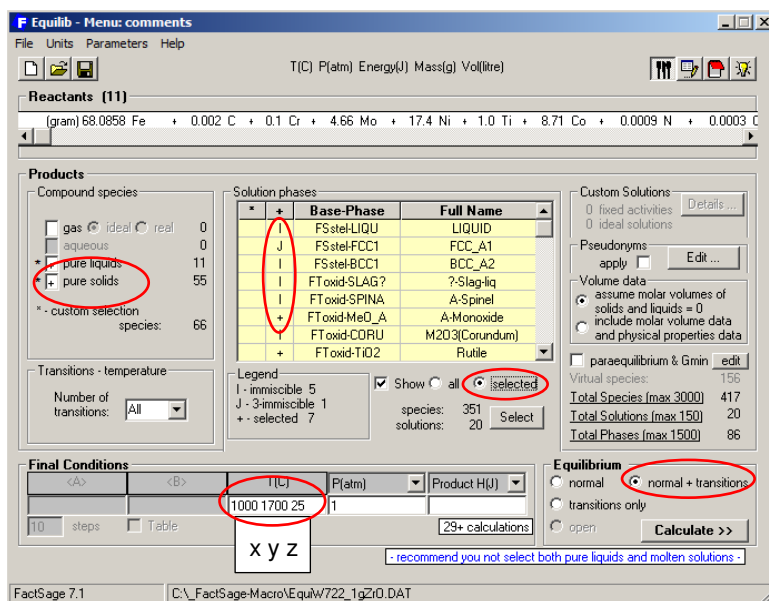 F Equilib - Menu: comments
File Units Parameters Help
T(C) P(atm) Energy(J) Mass(g) Vol(litre)
Reactants (11)
(gram) 68.0858 Fe + 0.002 C + 0.1 Cr + 4.66 Mo + 17.4 Ni + 1.0 Ti + 8.71 Co + 0.0009 N + 0.0003
Products
Compound species
gas ideal real 0
aqueous 0
* + pure liquids 11
* + pure solids 55
* - custom selection
species: 66
Transitions - temperature
Number of
transitions: All
Solution phases
* + Base-Phase Full Name
I FSstel-LIQU LIQUID
J FSstel-FCC1 FCC_A1
I FSstel-BCC1 BCC_A2
I FToxid-SLAG? ?-Slag-liq
I FToxid-SPINA A-Spinel
+ FToxid-MeO_A A-Monoxide
I FToxid-CORU M2O3(Corundum)
+ FToxid-TiO2 Rutile
Legend
I - immiscible 5
J - 3-immiscible 1
+ - selected 7
Show all selected
species: 351
solutions: 20
Select
Custom Solutions
0 fixed activities
0 ideal solutions
Details ...
Pseudonyms
apply Edit ...
Volume data
assume molar volumes of
solids and liquids = 0
include molar volume data
and physical properties data
paraequilibrium & Gmin edit
Virtual species: 156
Total Species (max 3000) 417
Total Solutions (max 150) 20
Total Phases (max 1500) 86
Final Conditions
<A> <B> T(C) P(atm) Product H(J)
1000 1700 25 1
10 steps Table
29+ calculations
x y z
Equilibrium
normal normal + transitions
transitions only
open Calculate >>
- recommend you not select both pure liquids and molten solutions -
FactSage 7.1 C:\_FactSage-Macro\EquiW722_1gZrO.DAT